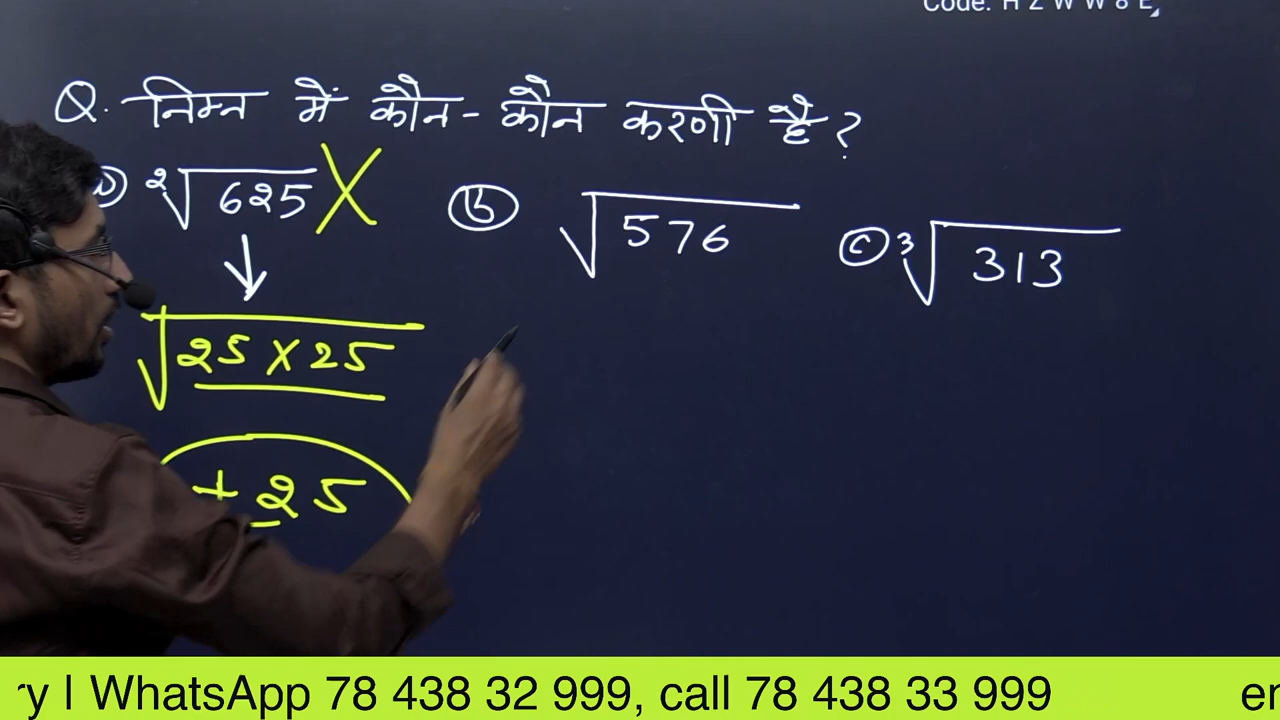 Code: H Z W W 8 E
Q. निम्न में कौन-कौन करणी है?
²√625 X
ⓑ √576
ⓒ ³√313
√25 X 25
+ 25
y | WhatsApp 78 438 32 999, call 78 438 33 999